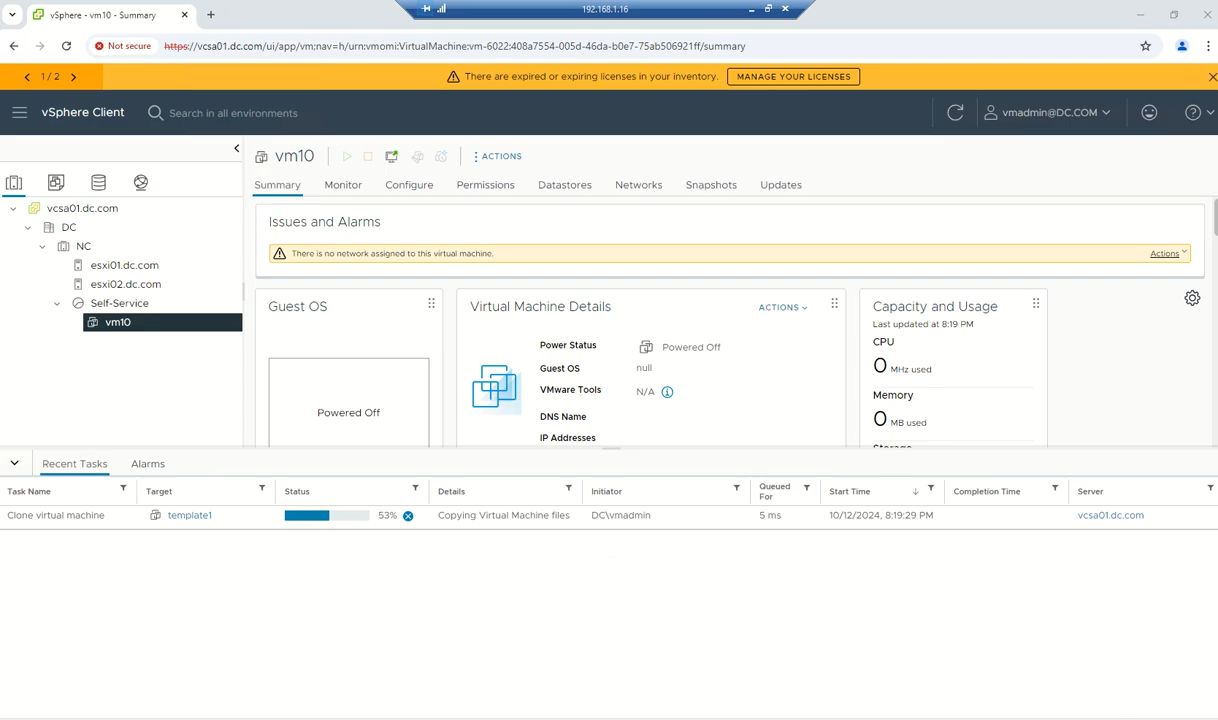 vSphere - vm10 - Summary
192.168.1.16
Not secure https://vcsa01.dc.com/ui/app/vm;nav=h/urn:vmomi:VirtualMachine:vm-6022:408a7554-005d-46da-b0e7-75ab506921ff/summary
1 / 2 There are expired or expiring licenses in your inventory. MANAGE YOUR LICENSES
vSphere Client Search in all environments vmadmin@DC.COM
vm10 ACTIONS
Summary Monitor Configure Permissions Datastores Networks Snapshots Updates
vcsa01.dc.com
DC
NC
esxi01.dc.com
esxi02.dc.com
Self-Service
vm10
Issues and Alarms
There is no network assigned to this virtual machine. Actions
Guest OS
Powered Off
Virtual Machine Details ACTIONS
Power Status Powered Off
Guest OS null
VMware Tools N/A
DNS Name
IP Addresses
Capacity and Usage
Last updated at 8:19 PM
CPU
0 MHz used
Memory
0 MB used
Storage
Recent Tasks Alarms
Task Name Target Status Details Initiator Queued For Start Time Completion Time Server
Clone virtual machine template1 53% Copying Virtual Machine files DC\vmadmin 5 ms 10/12/2024, 8:19:29 PM vcsa01.dc.com